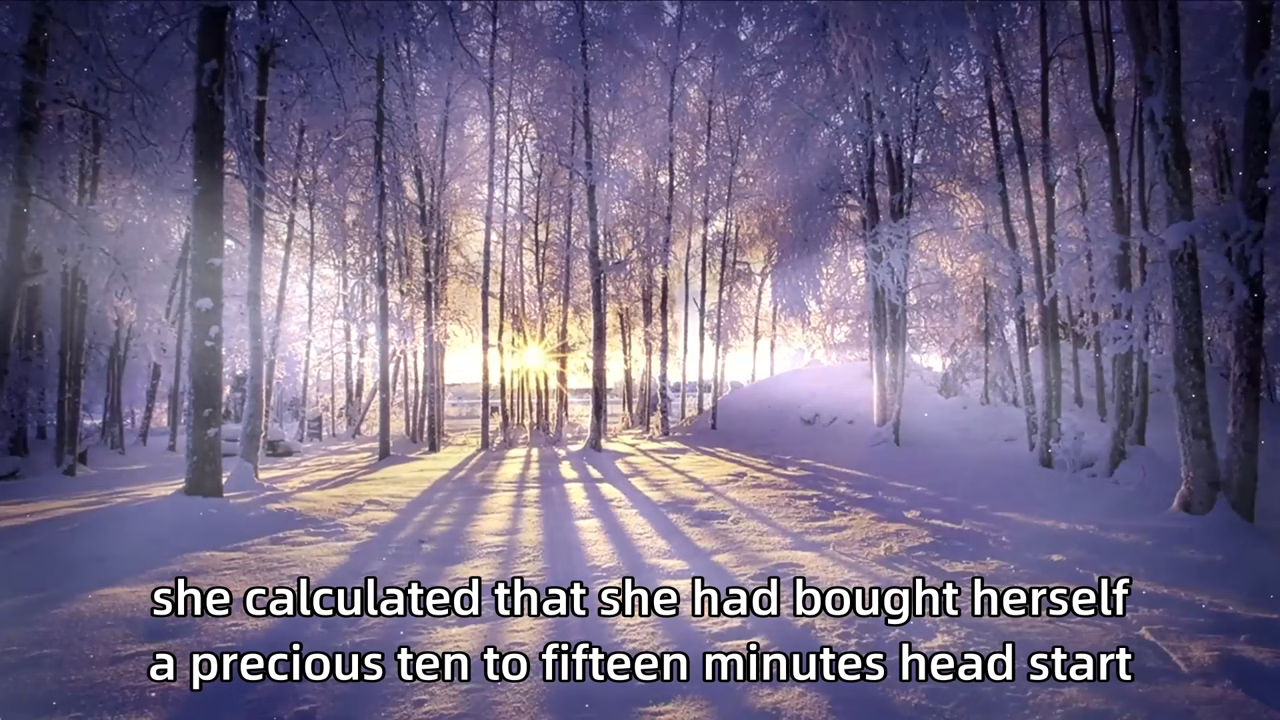 she calculated that she had bought herself
a precious ten to fifteen minutes head start